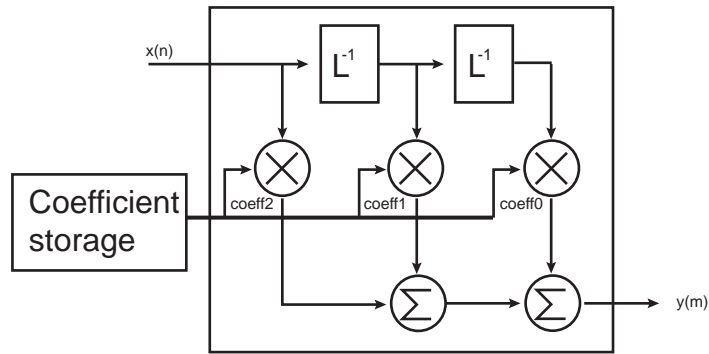 x(n)
L-1
L-1
Coefficient
storage
coeff2
coeff1
coeff0
Σ
Σ
y(m)